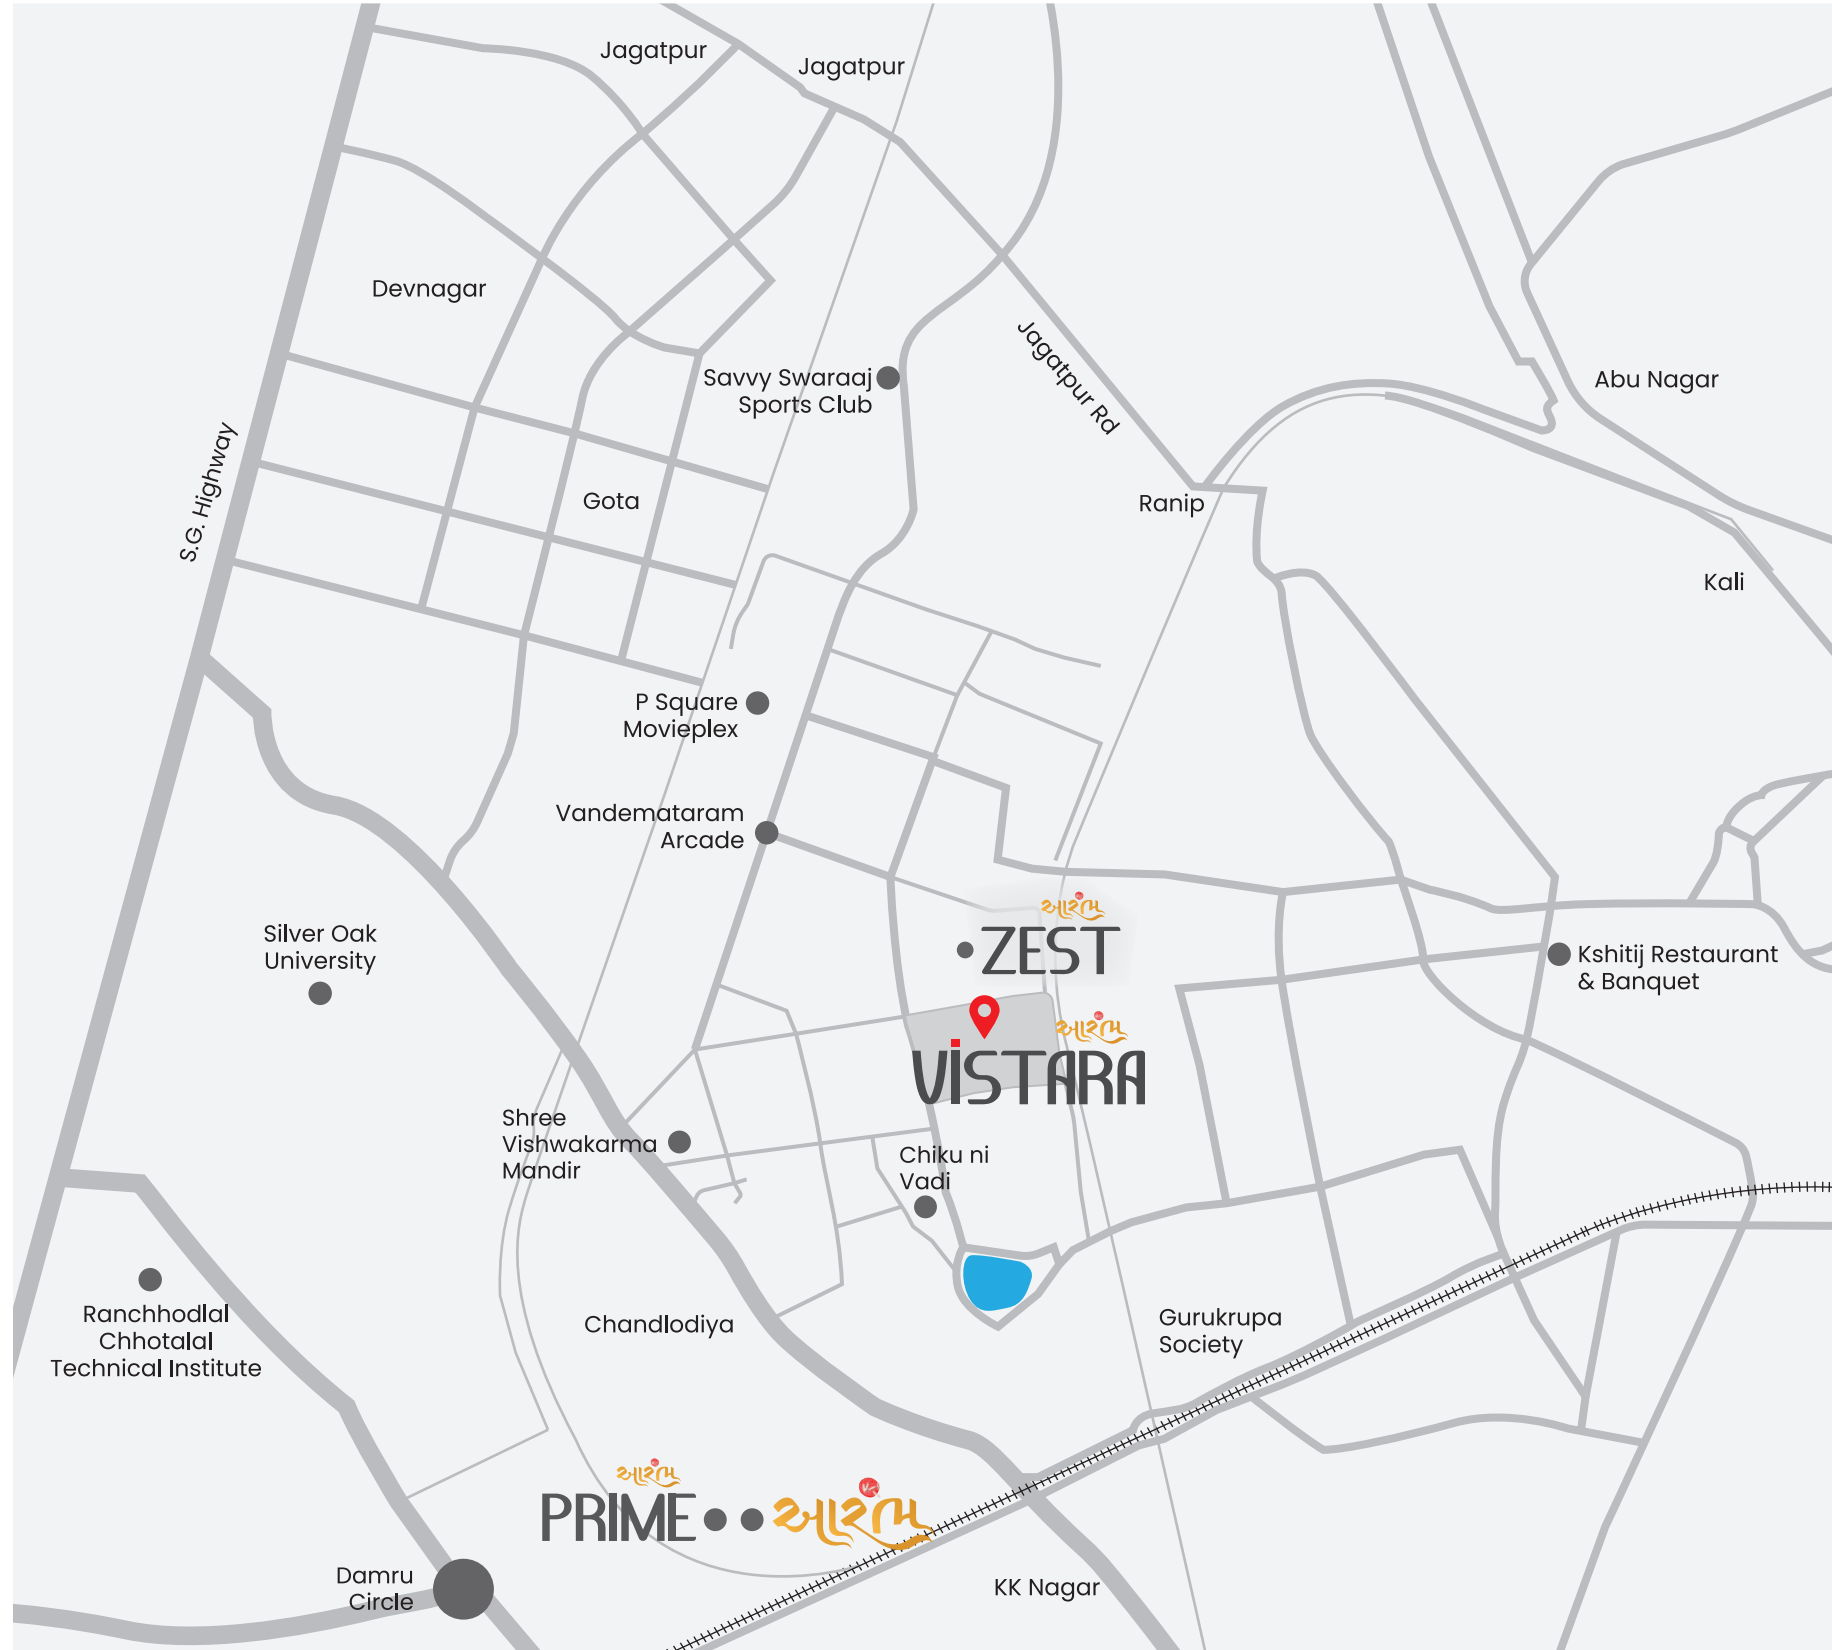 Jagatpur
Jagatpur
Devnagar
Savvy Swaraaj
Sports Club
Jagatpur Rd
Abu Nagar
S.G. Highway
Gota
Ranip
Kali
P Square
Movieplex
Vandemataram
Arcade
આરંભ
ZEST
Silver Oak
University
Kshitij Restaurant
& Banquet
આરંભ
VISTARA
Shree
Vishwakarma
Mandir
Chiku ni
Vadi
Ranchhodlal
Chhotalal
Technical Institute
Chandlodiya
Gurukrupa
Society
આરંભ
PRIME
આરંભ
Damru
Circle
KK Nagar